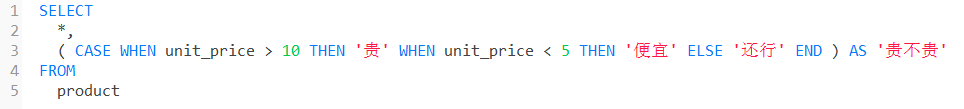 1 SELECT
2 *,
3 ( CASE WHEN unit_price > 10 THEN '贵' WHEN unit_price < 5 THEN '便宜' ELSE '还行' END ) AS '贵不贵'
4 FROM
5 product